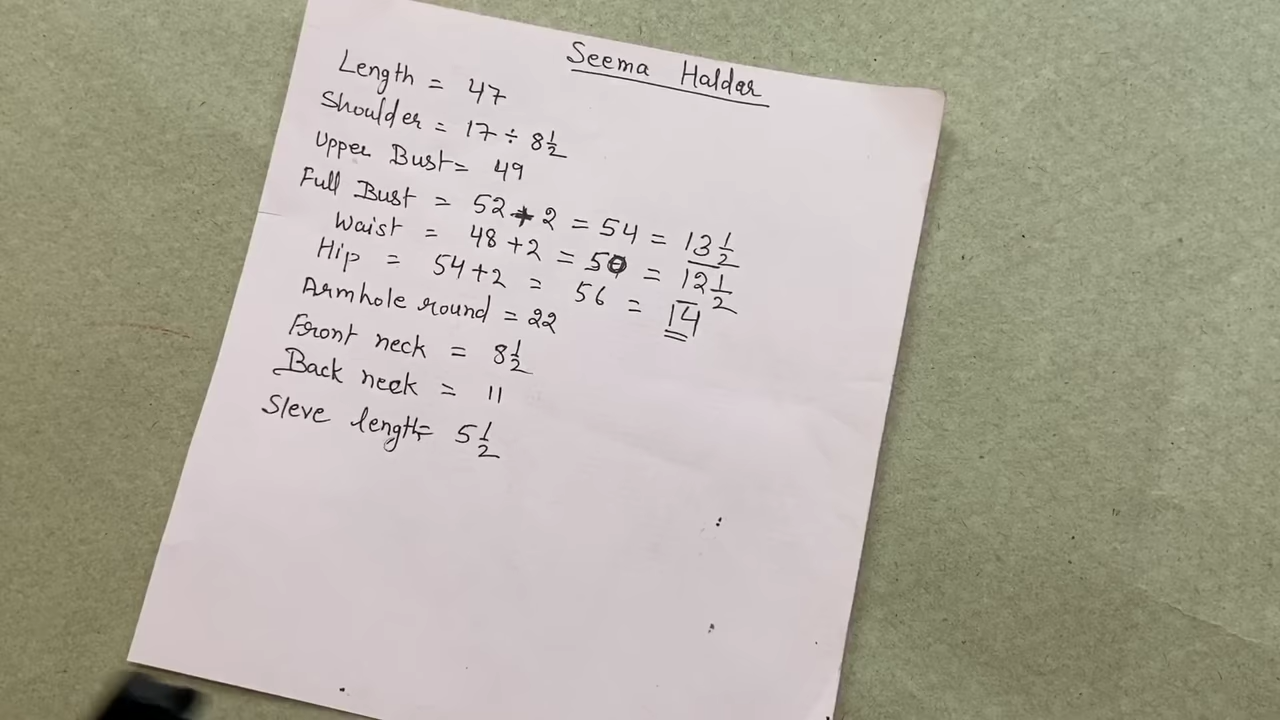 Seema Haldar
Length = 47
Shoulder = 17 ÷ 8½
Upper Bust = 49
Full Bust = 52 + 2 = 54 = 13½
Waist = 48 + 2 = 50 = 12½
Hip = 54 + 2 = 56 = 14
Armhole round = 22
Front neck = 8½
Back neck = 11
Sleve length = 5½